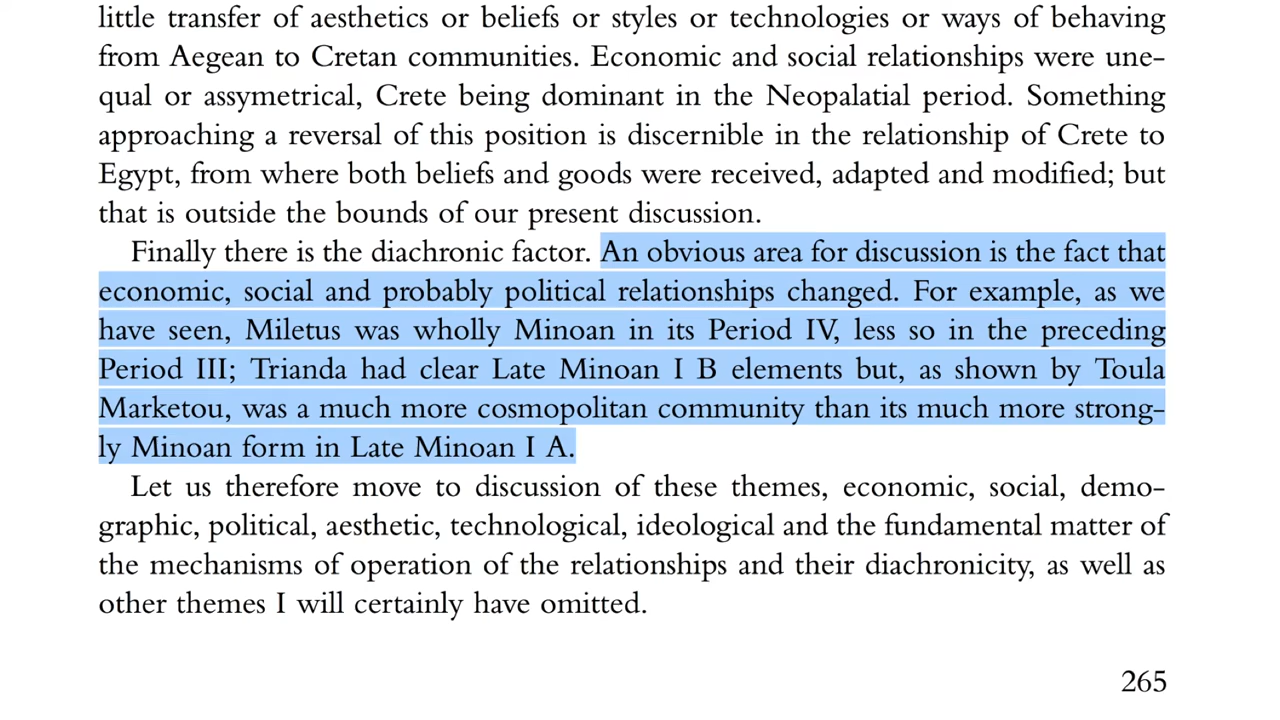 little transfer of aesthetics or beliefs or styles or technologies or ways of behaving
from Aegean to Cretan communities. Economic and social relationships were une-
qual or assymetrical, Crete being dominant in the Neopalatial period. Something
approaching a reversal of this position is discernible in the relationship of Crete to
Egypt, from where both beliefs and goods were received, adapted and modified; but
that is outside the bounds of our present discussion.
Finally there is the diachronic factor. An obvious area for discussion is the fact that
economic, social and probably political relationships changed. For example, as we
have seen, Miletus was wholly Minoan in its Period IV, less so in the preceding
Period III; Trianda had clear Late Minoan I B elements but, as shown by Toula
Marketou, was a much more cosmopolitan community than its much more strong-
ly Minoan form in Late Minoan I A.
Let us therefore move to discussion of these themes, economic, social, demo-
graphic, political, aesthetic, technological, ideological and the fundamental matter of
the mechanisms of operation of the relationships and their diachronicity, as well as
other themes I will certainly have omitted.
265